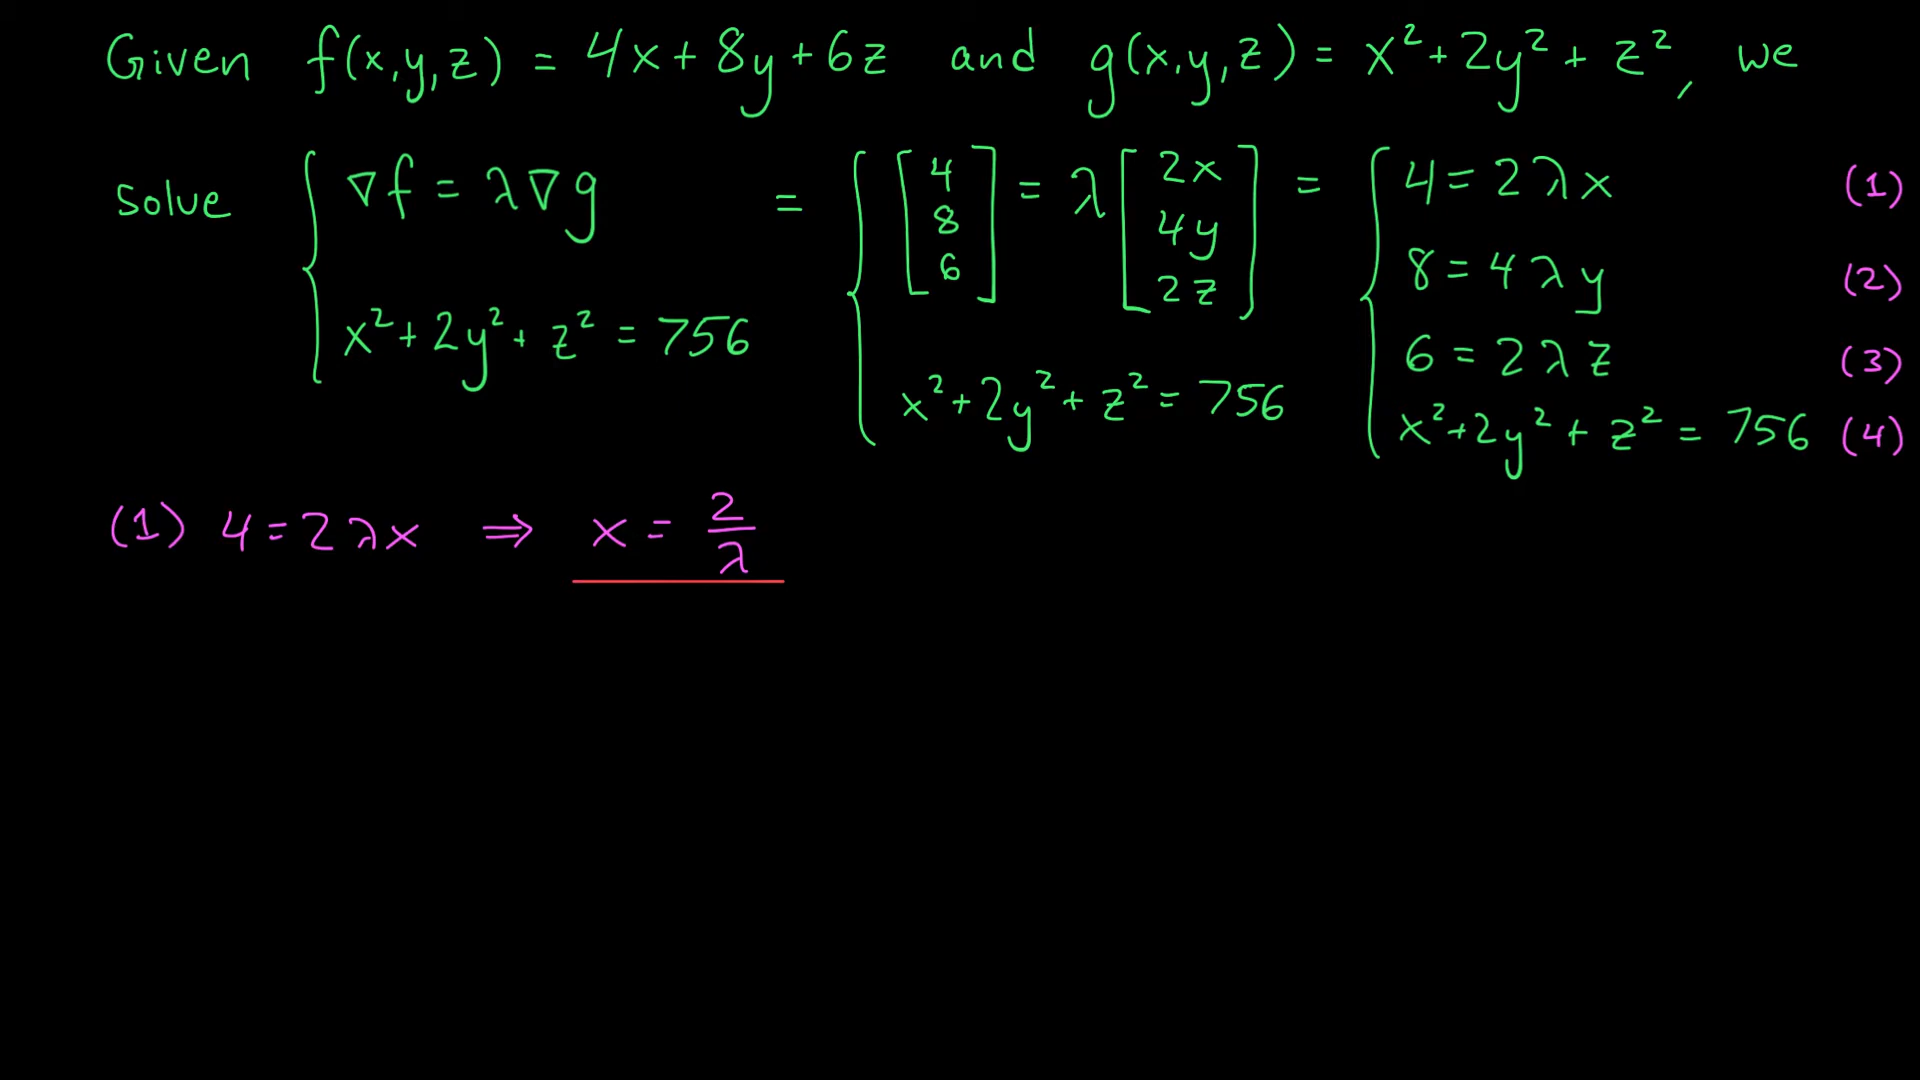 Given f(x,y,z) = 4x+8y+6z and g(x,y,z) = x²+2y²+z², we
solve { ∇f = λ∇g = { [4 8 6] = λ[2x 4y 2z] = { 4 = 2λx (1)
8 = 4λy (2)
6 = 2λz (3)
x²+2y²+z² = 756 x²+2y²+z² = 756 x²+2y²+z² = 756 (4)
(1) 4 = 2λx ⇒ x = 2/λ